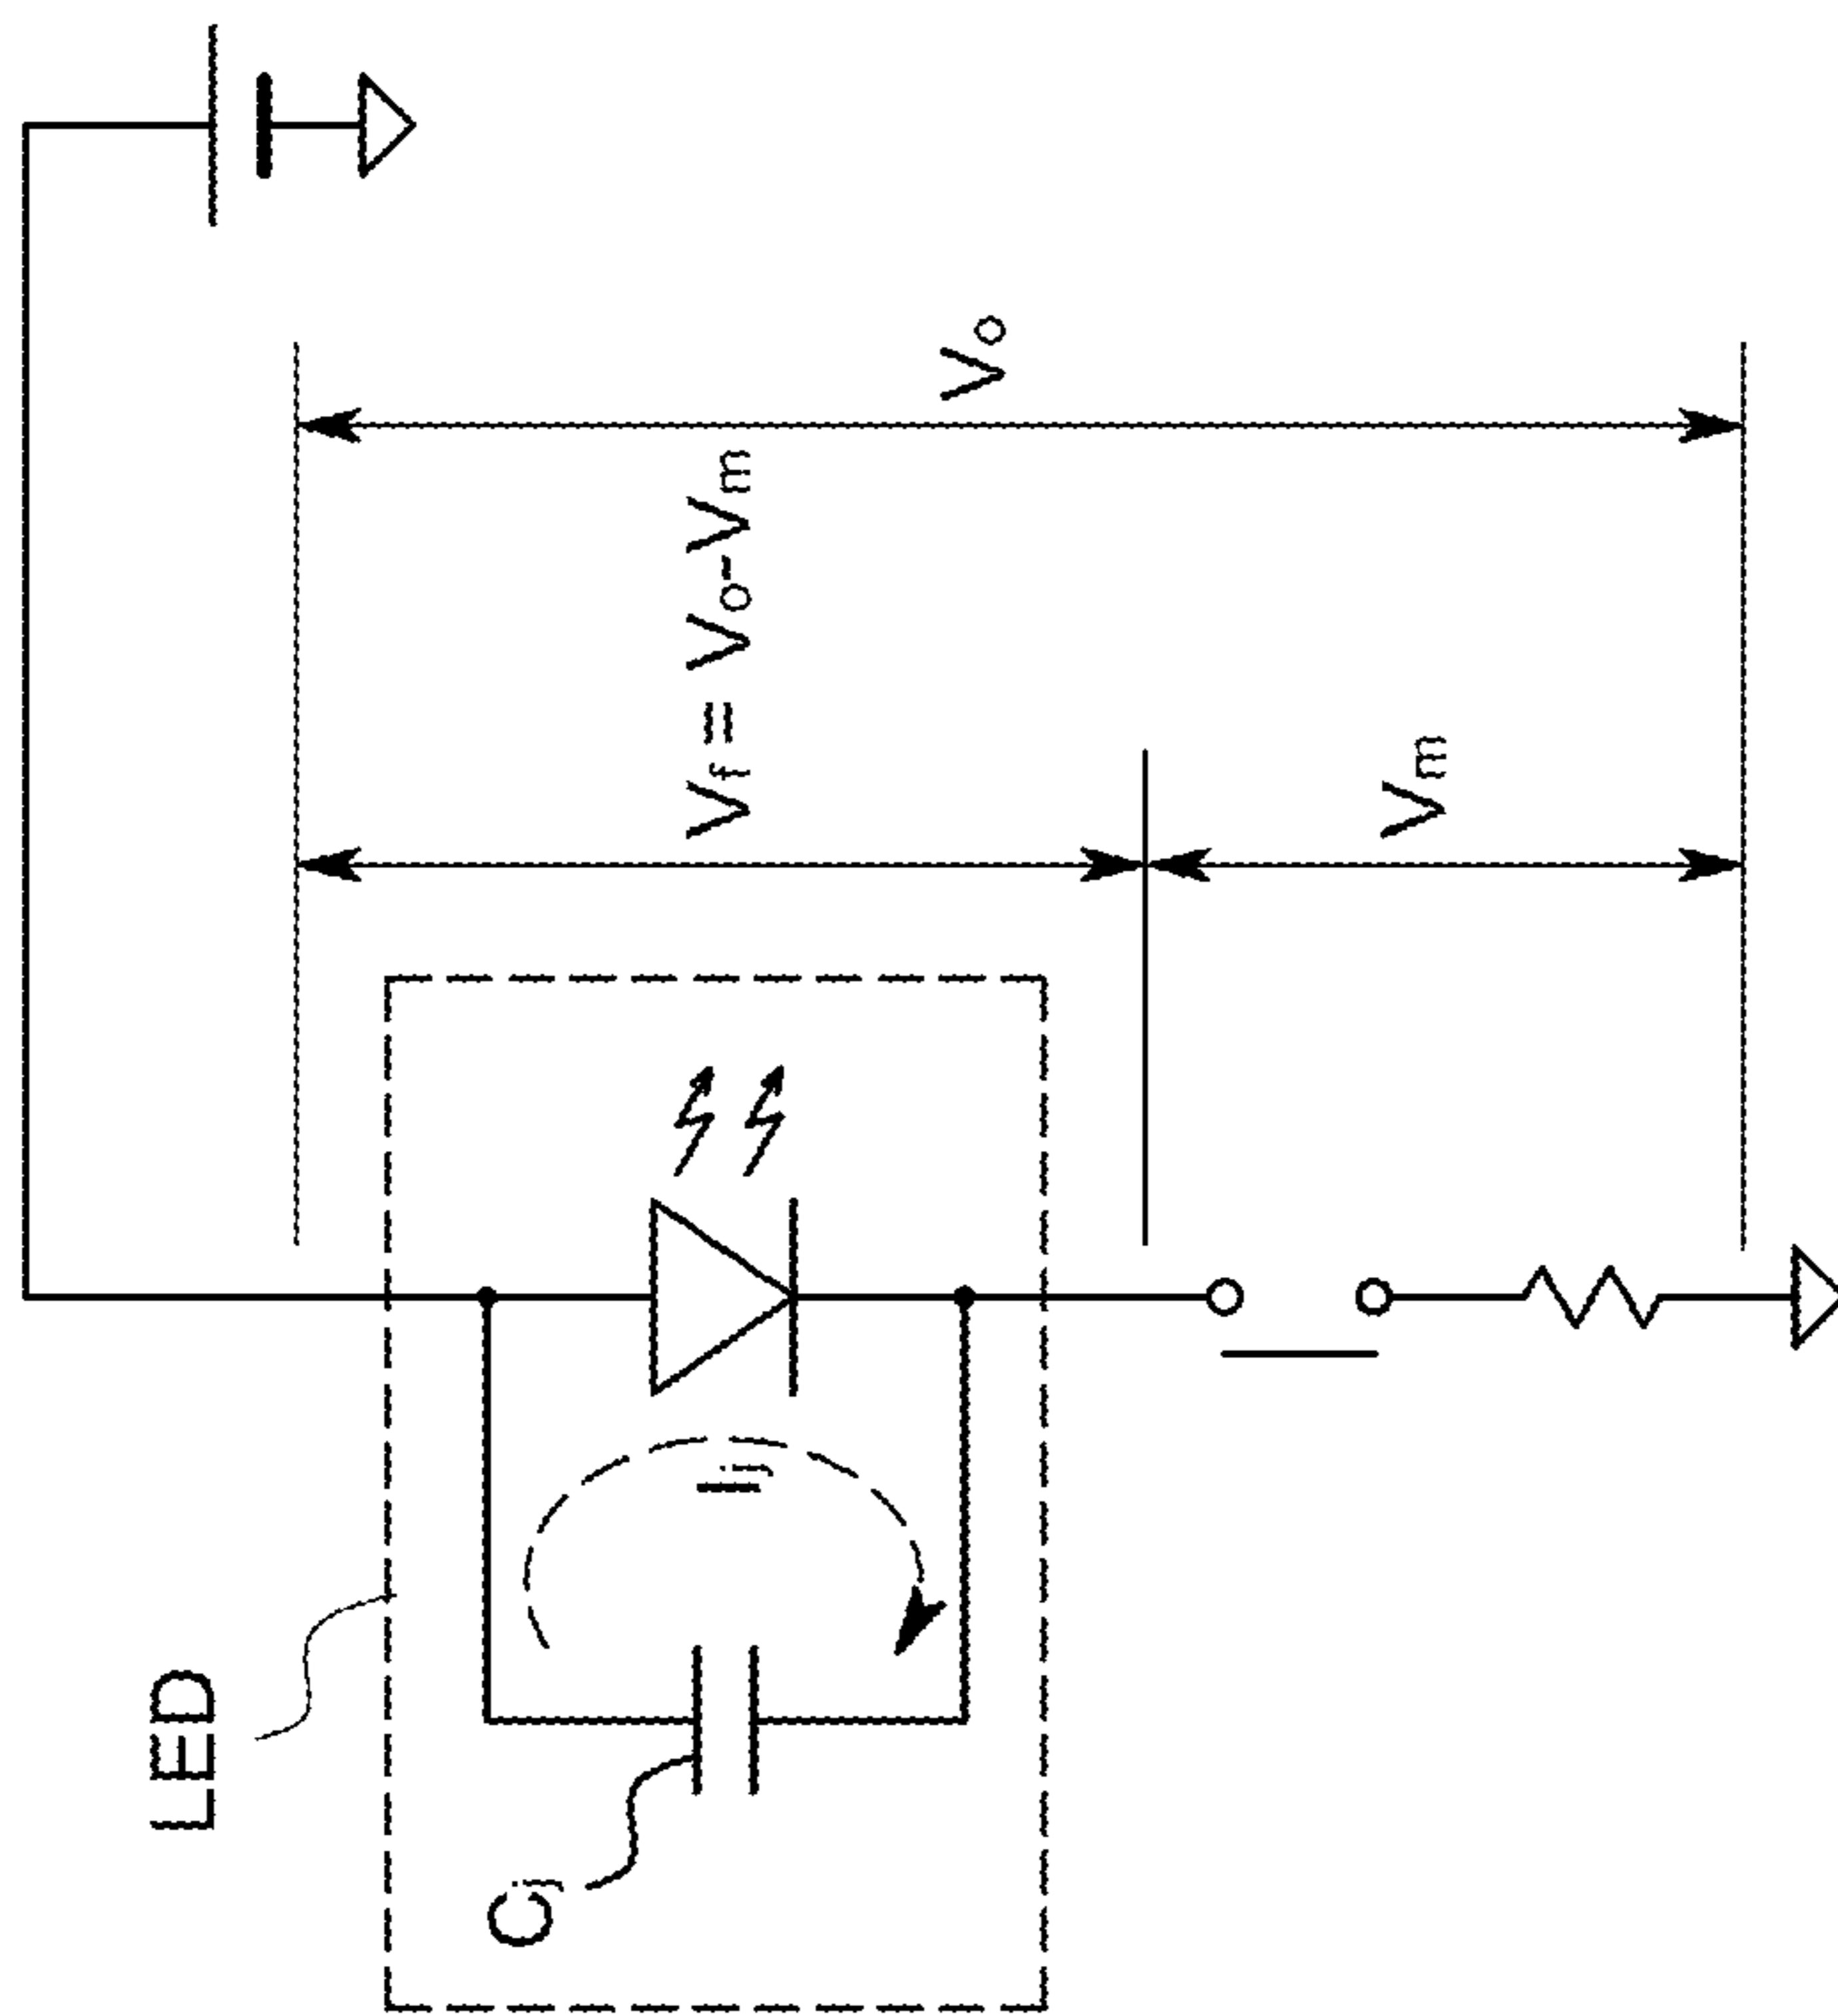 LED
Cj
Ij
Vf = Vo-Vm
Vm
Vo